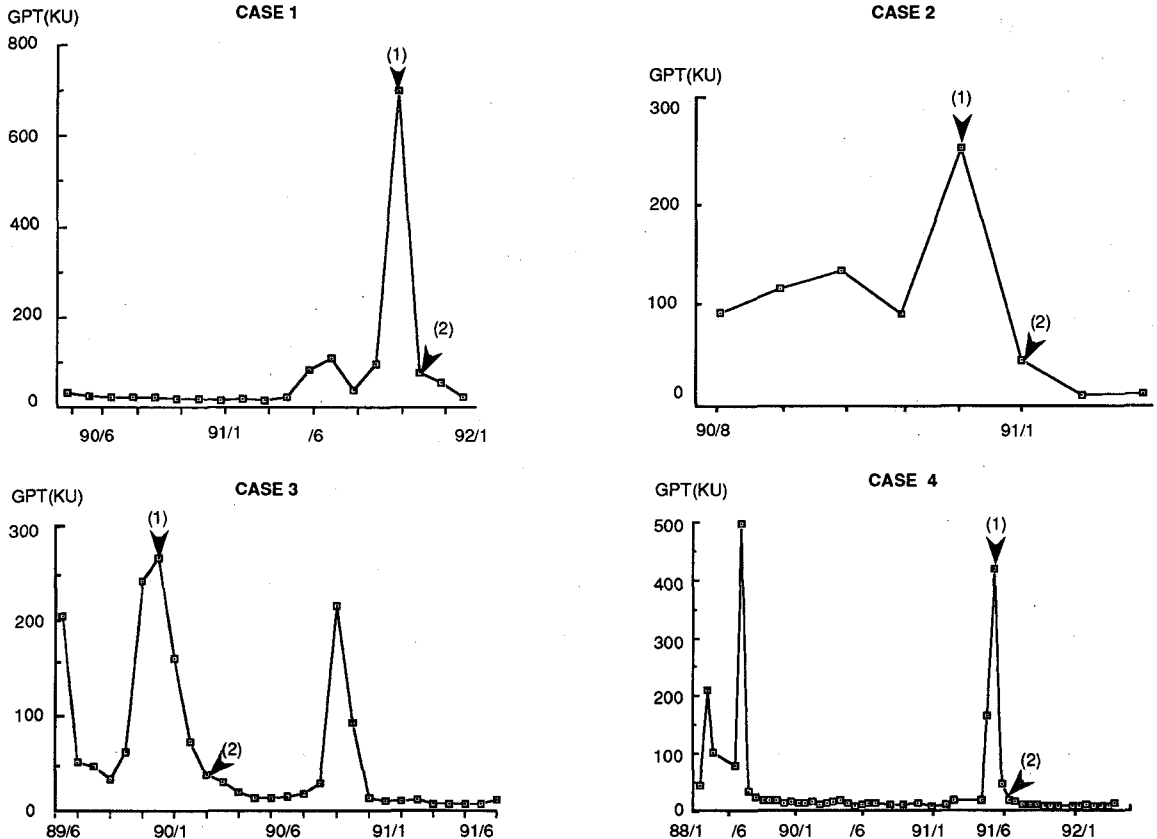 CASE 1
GPT(KU)
800
600
400
200
0
(1)
(2)
90/6 91/1 /6 92/1
CASE 2
GPT(KU)
300
200
100
0
(1)
(2)
90/8 91/1
CASE 3
GPT(KU)
300
200
100
0
(1)
(2)
89/6 90/1 90/6 91/1 91/6
CASE 4
GPT(KU)
500
400
300
200
100
0
(1)
(2)
88/1 /6 90/1 /6 91/1 91/6 92/1